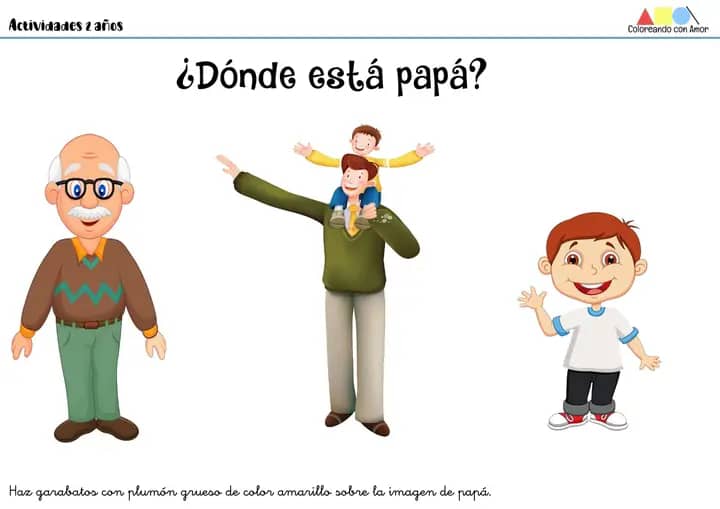 Actividades 2 años
Coloreando con Amor
¿Dónde está papá?
Haz garabatos con plumón grueso de color amarillo sobre la imagen de papá.